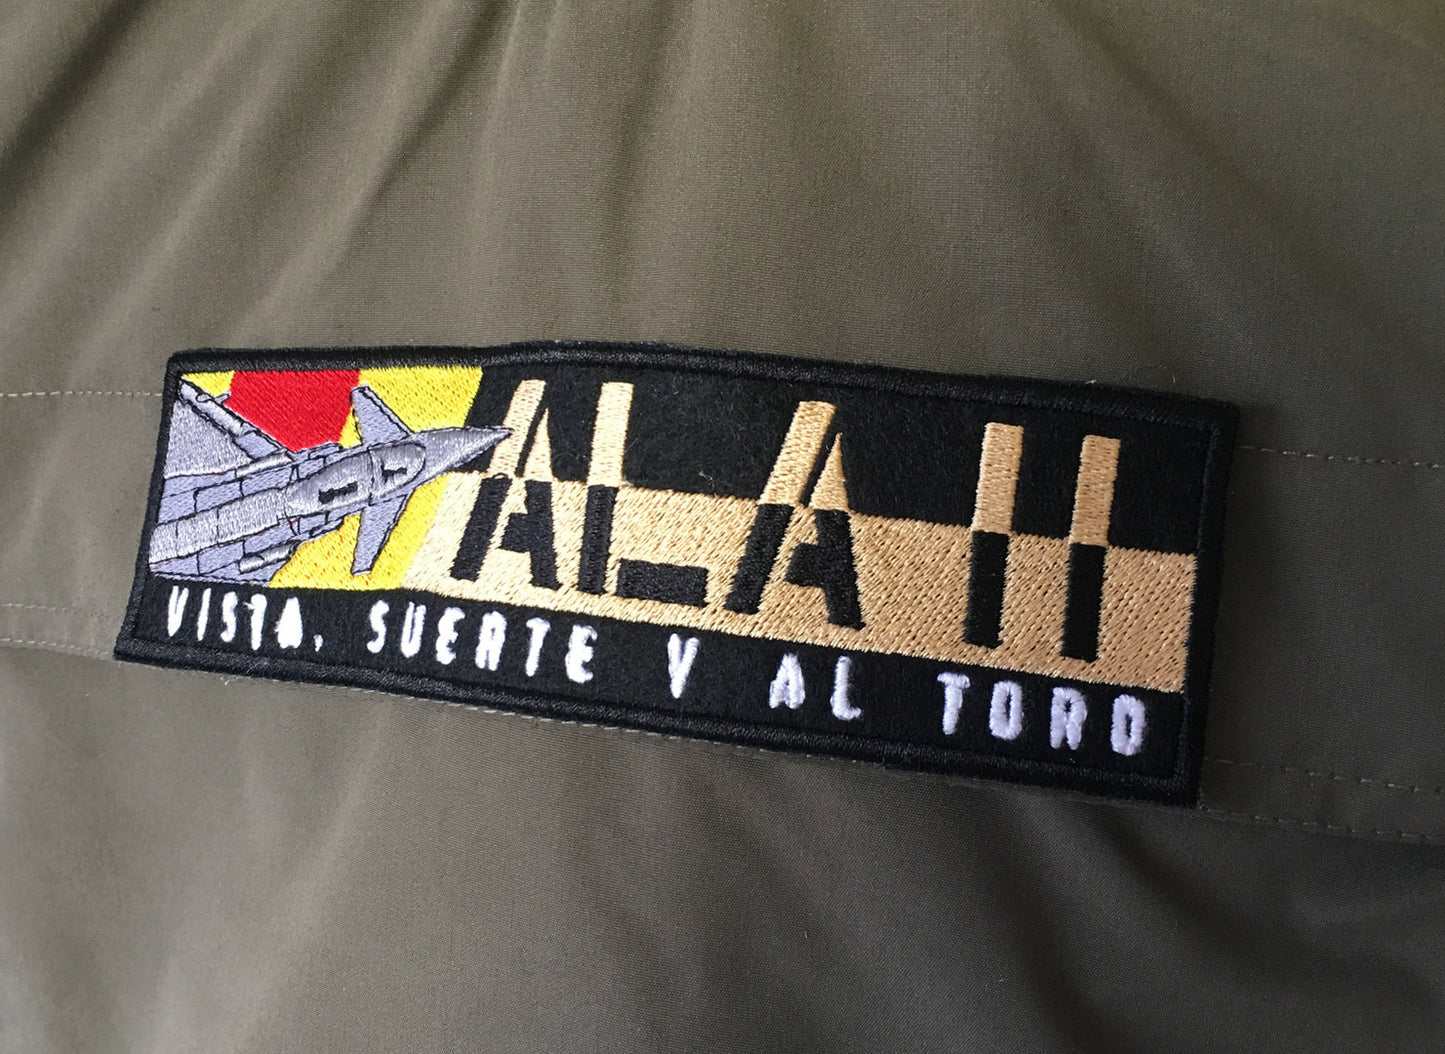 ALA 11
VISTA, SUERTE Y AL TORO